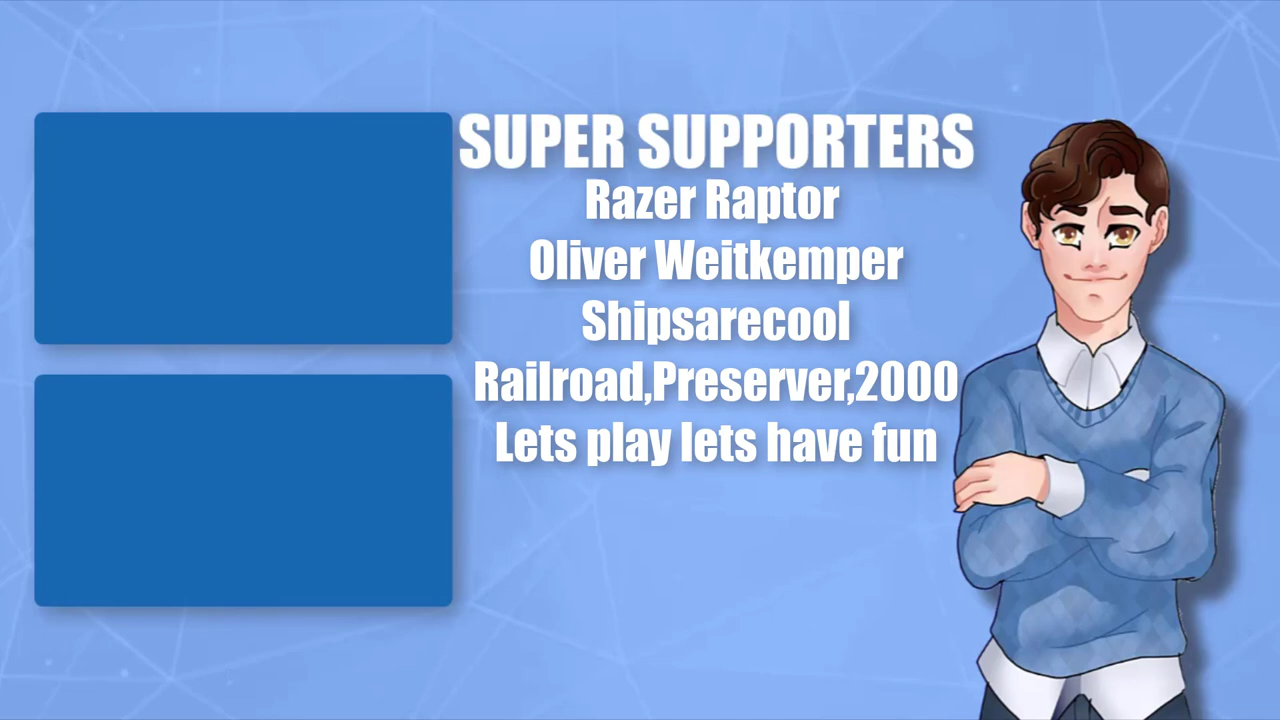 SUPER SUPPORTERS
Razer Raptor
Oliver Weitkemper
Shipsarecool
Railroad,Preserver,2000
Lets play lets have fun